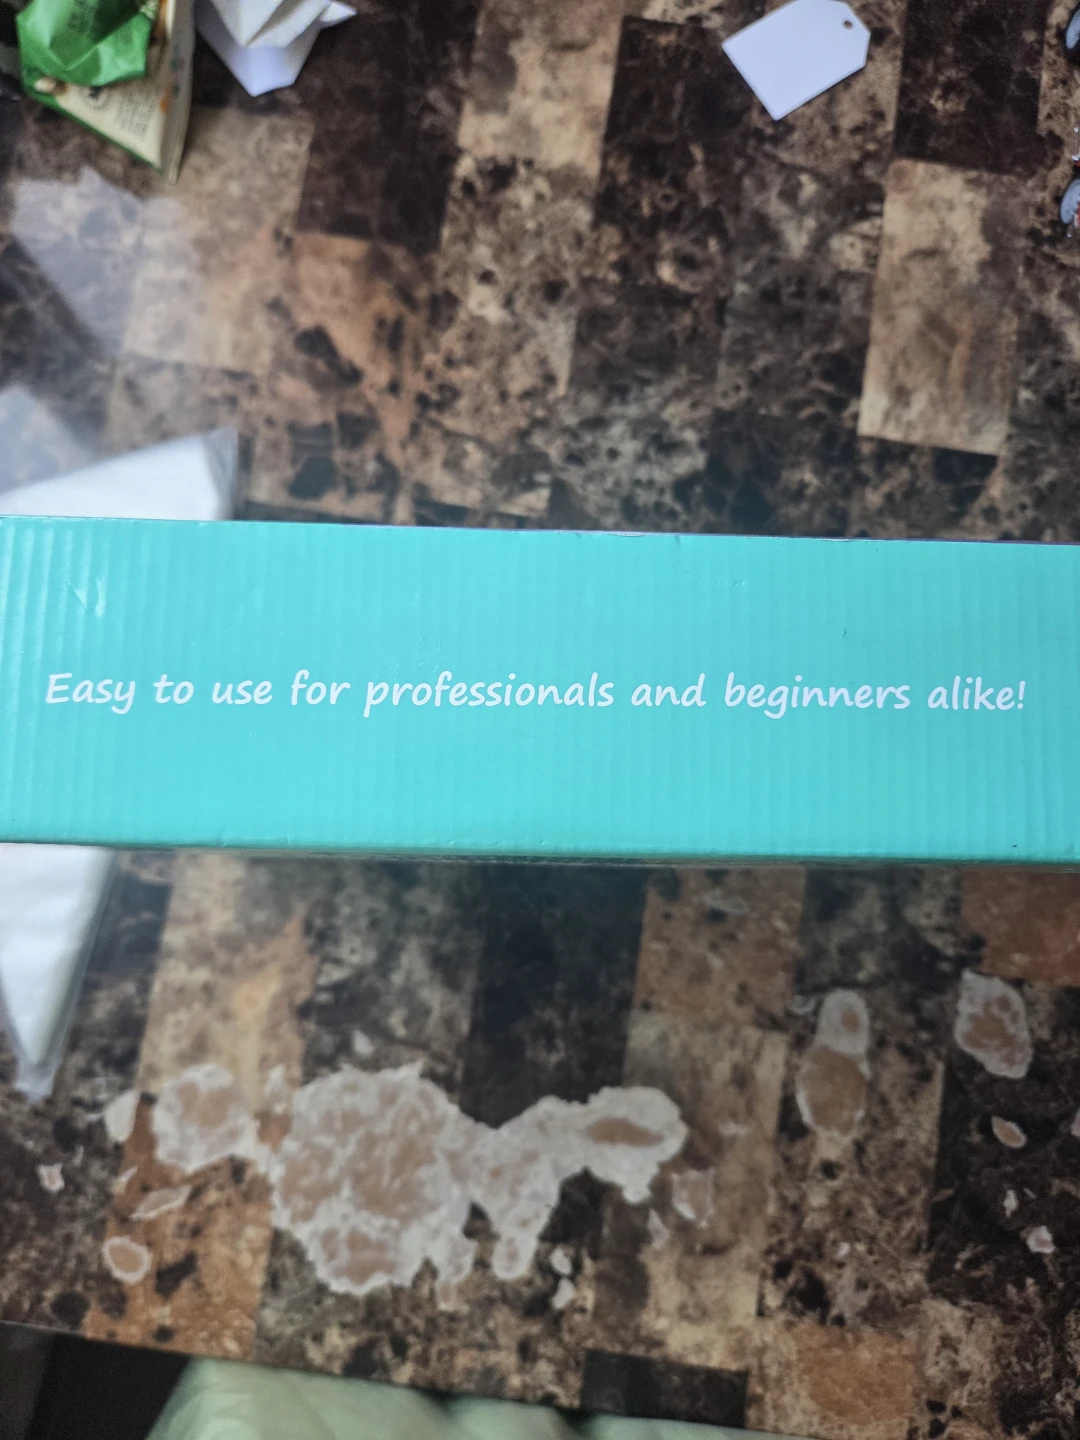 Easy to use for professionals and beginners alike!